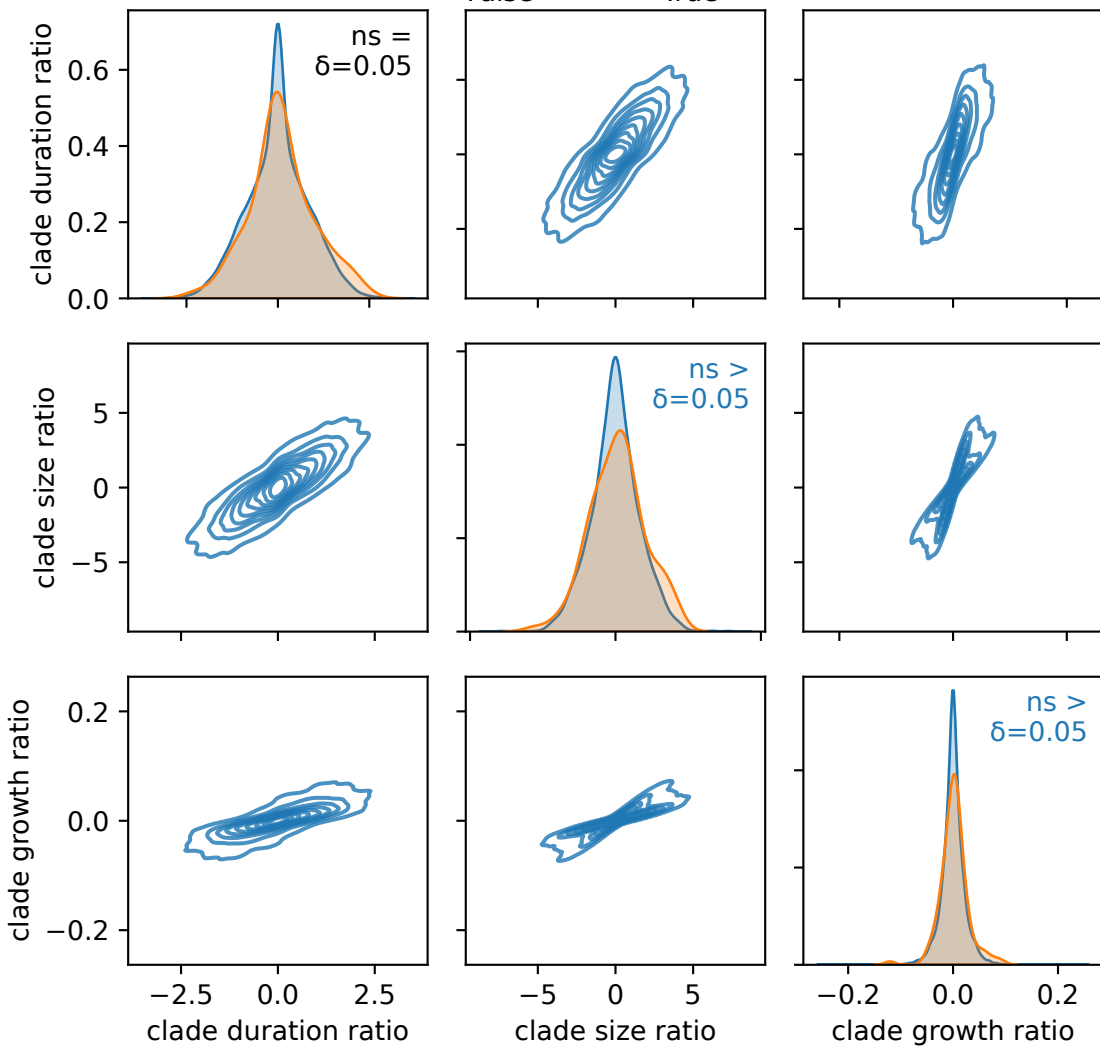 clade duration ratio
0.6
0.4
0.2
0.0
ns =
δ=0.05
clade size ratio
5
0
−5
ns >
δ=0.05
clade growth ratio
0.2
0.0
−0.2
ns >
δ=0.05
−2.5 0.0 2.5
−5 0 5
−0.2 0.0 0.2
clade duration ratio
clade size ratio
clade growth ratio